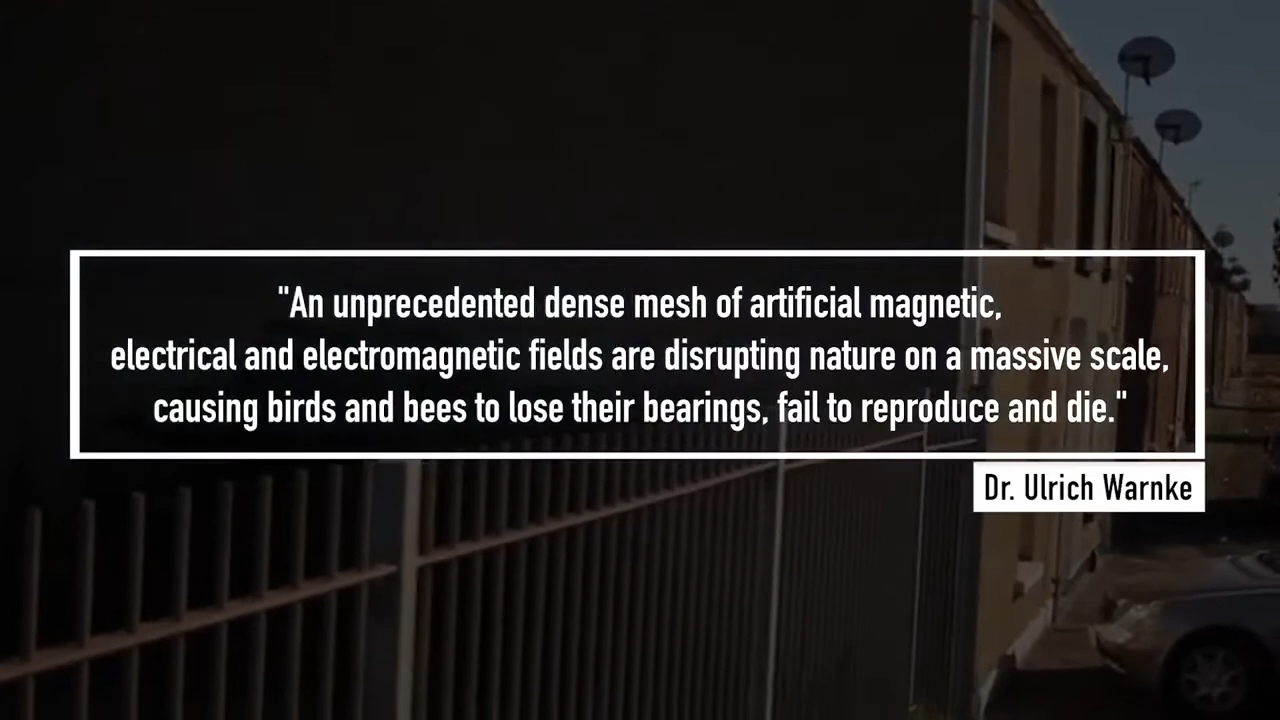 "An unprecedented dense mesh of artificial magnetic,
electrical and electromagnetic fields are disrupting nature on a massive scale,
causing birds and bees to lose their bearings, fail to reproduce and die."
Dr. Ulrich Warnke